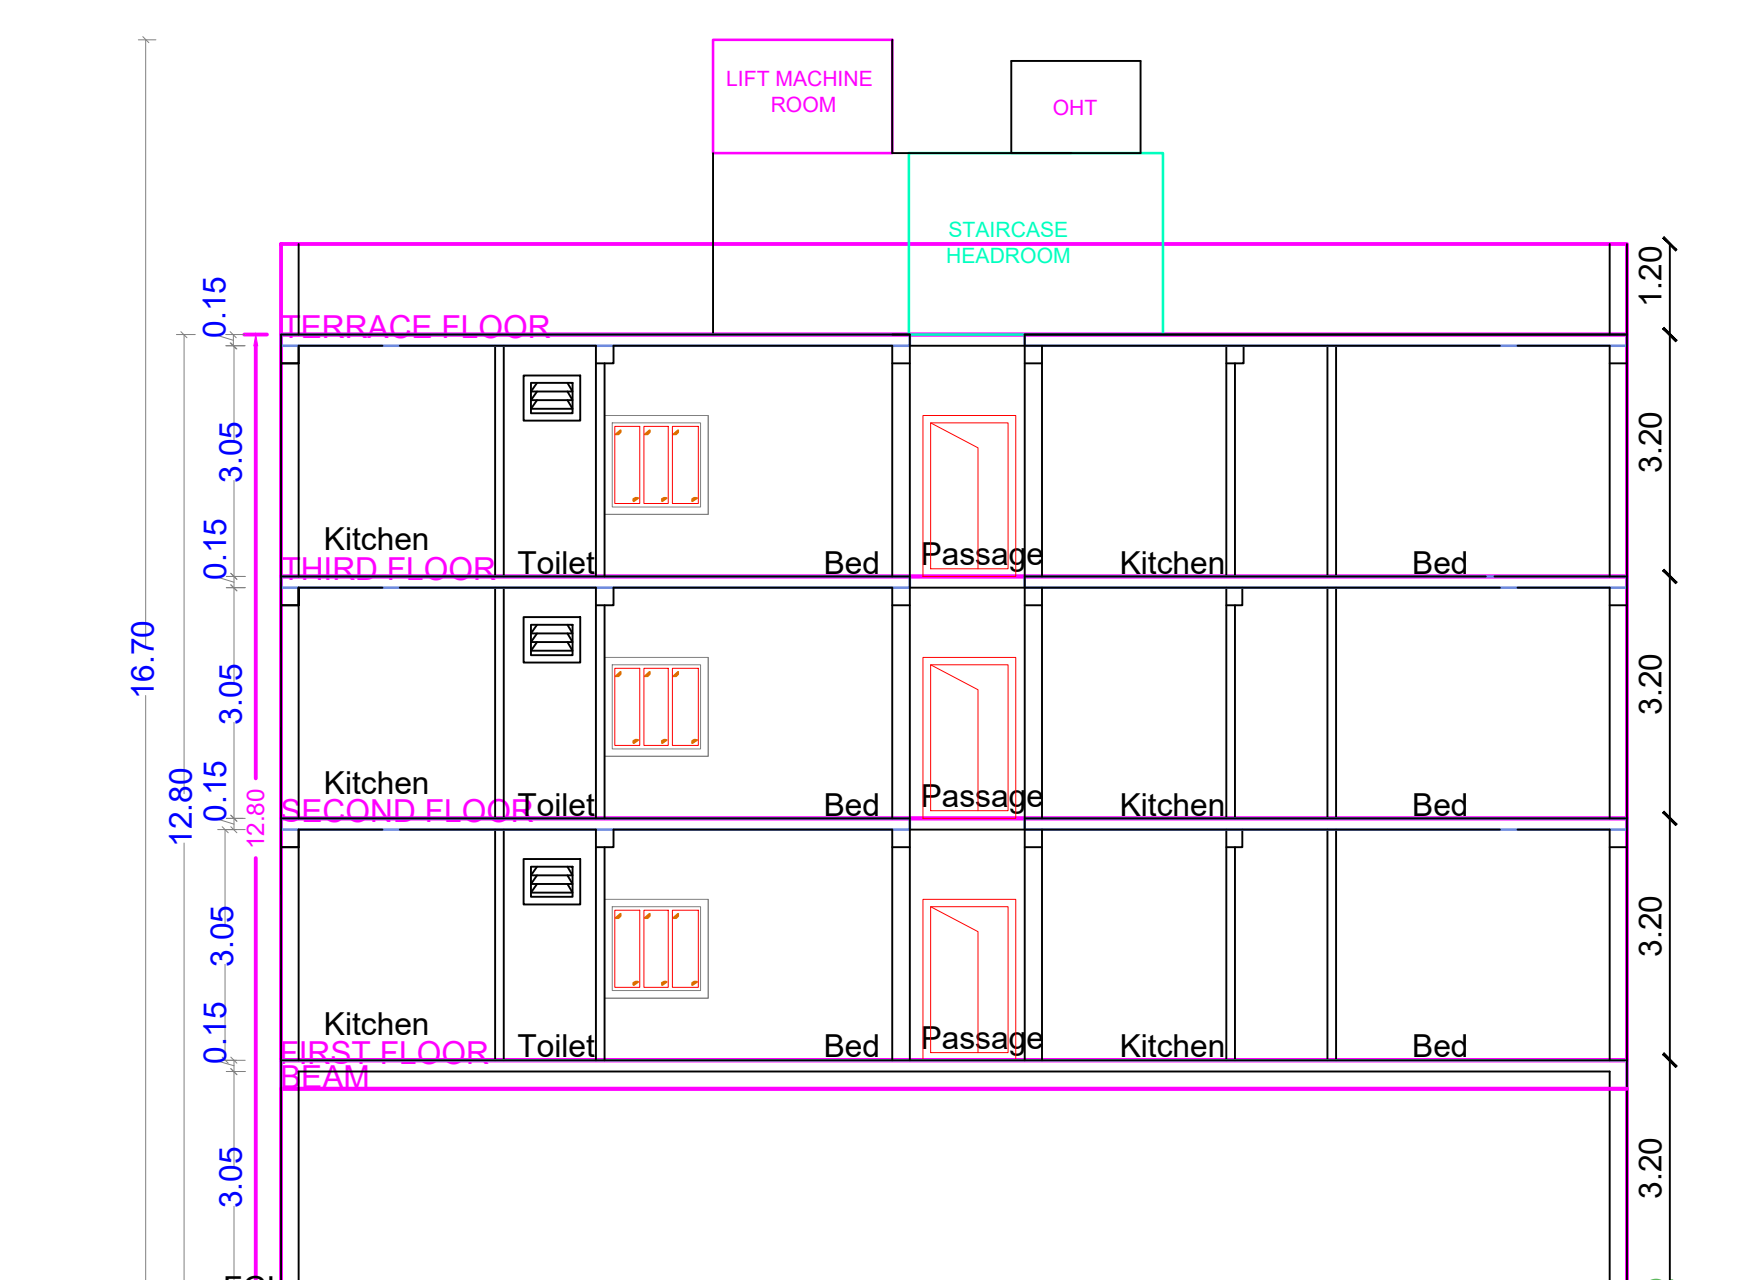 LIFT MACHINE
ROOM
OHT
STAIRCASE
HEADROOM
1.20
0.15
TERRACE FLOOR
3.05
3.20
Kitchen
Toilet
Bed
Passage
Kitchen
Bed
0.15
THIRD FLOOR
16.70
3.05
3.20
Kitchen
Toilet
Bed
Passage
Kitchen
Bed
12.80
0.15
12.80
SECOND FLOOR
3.05
3.20
Kitchen
Toilet
Bed
Passage
Kitchen
Bed
0.15
FIRST FLOOR
BEAM
3.05
3.20